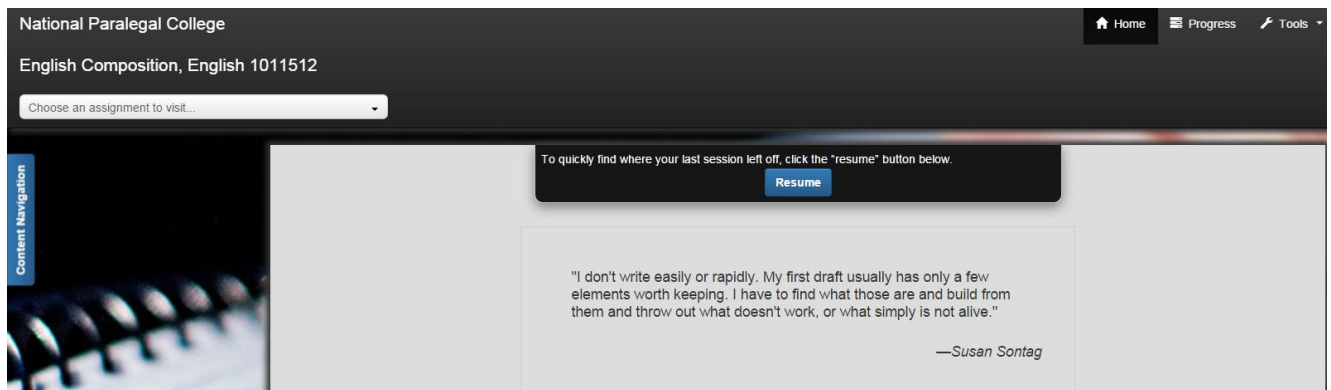 National Paralegal College
Home
Progress
Tools
English Composition, English 1011512
Choose an assignment to visit...
Content Navigation
To quickly find where your last session left off, click the "resume" button below.
Resume
"I don't write easily or rapidly. My first draft usually has only a few
elements worth keeping. I have to find what those are and build from
them and throw out what doesn't work, or what simply is not alive."
—Susan Sontag